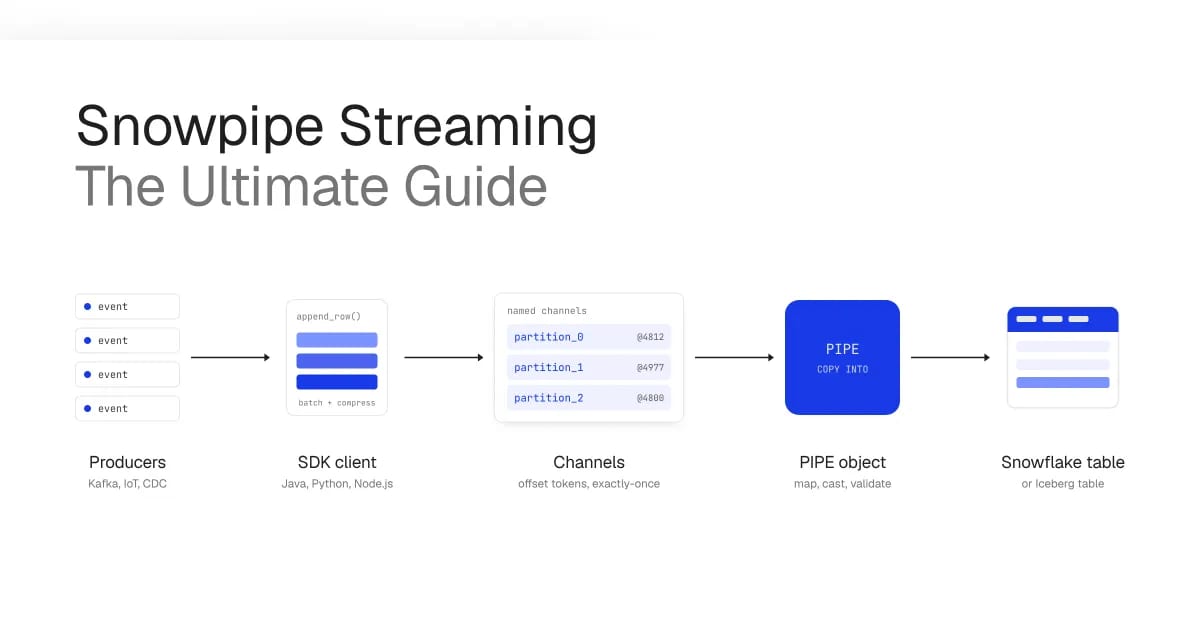 Snowpipe Streaming
The Ultimate Guide
event
event
event
event
Producers
Kafka, IoT, CDC
append_row()
batch + compress
SDK client
Java, Python, Node.js
named channels
partition_0 @4812
partition_1 @4977
partition_2 @4800
Channels
offset tokens, exactly-once
PIPE
COPY INTO
PIPE object
map, cast, validate
Snowflake table
or Iceberg table